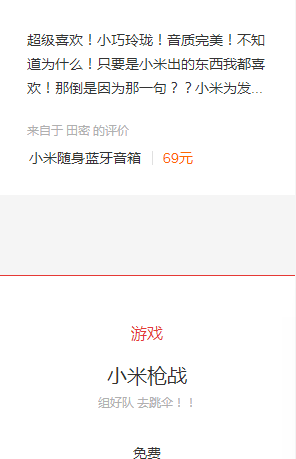 超级喜欢！小巧玲珑！音质完美！不知
道为什么！只要是小米出的东西我都喜
欢！那倒是因为那一句？？小米为发...
来自于 田密 的评价
小米随身蓝牙音箱 69元
游戏
小米枪战
组好队 去跳伞！！
免费